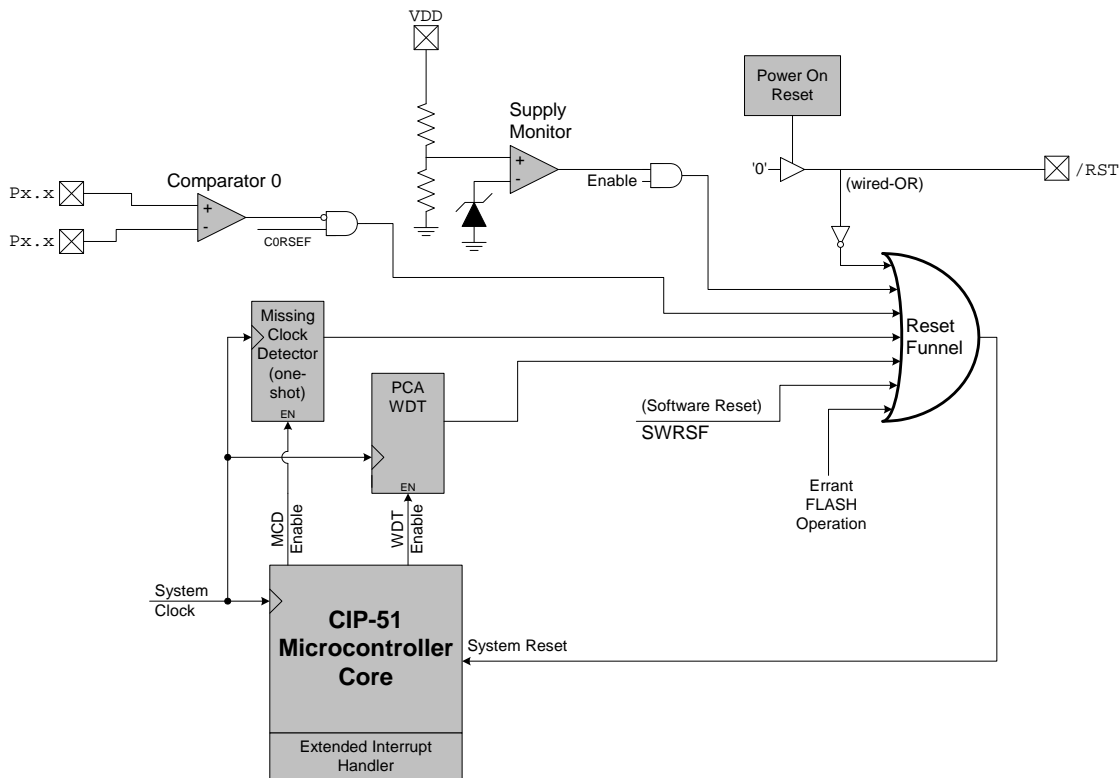 VDD
Power On
Reset
Supply
Monitor
+
-
Enable
'0'
(wired-OR)
/RST
Px.x
Px.x
Comparator 0
+
-
C0RSEF
Missing
Clock
Detector
(one-
shot)
EN
PCA
WDT
EN
(Software Reset)
SWRSF
Errant
FLASH
Operation
Reset
Funnel
MCD
Enable
WDT
Enable
System
Clock
CIP-51
Microcontroller
Core
System Reset
Extended Interrupt
Handler